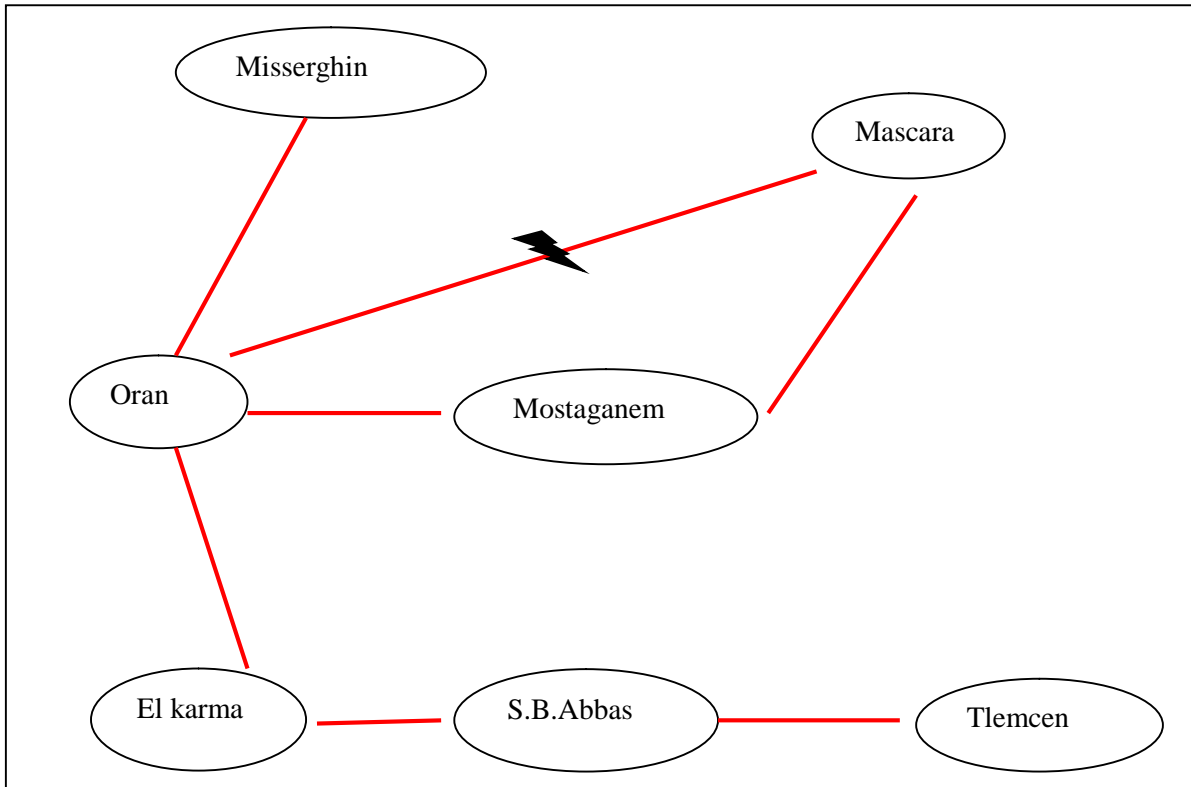 Misserghin
Mascara
Oran
Mostaganem
El karma
S.B.Abbas
Tlemcen